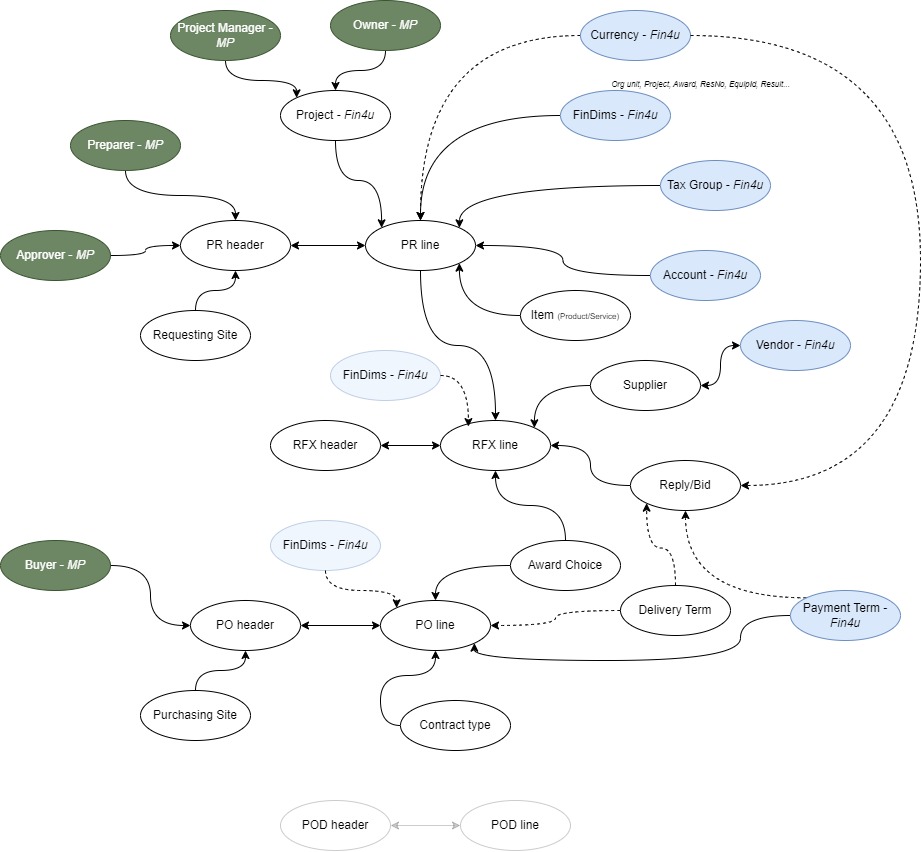 Project Manager -
MP
Owner - MP
Currency - Fin4u
Org unit, Project, Award, ResNo, EquipId, Result...
Project - Fin4u
FinDims - Fin4u
Preparer - MP
Tax Group - Fin4u
Approver - MP
PR header
PR line
Account - Fin4u
Item (Product/Service)
Requesting Site
Vendor - Fin4u
FinDims - Fin4u
Supplier
RFX header
RFX line
Reply/Bid
FinDims - Fin4u
Buyer - MP
Award Choice
Delivery Term
Payment Term -
Fin4u
PO header
PO line
Purchasing Site
Contract type
POD header
POD line